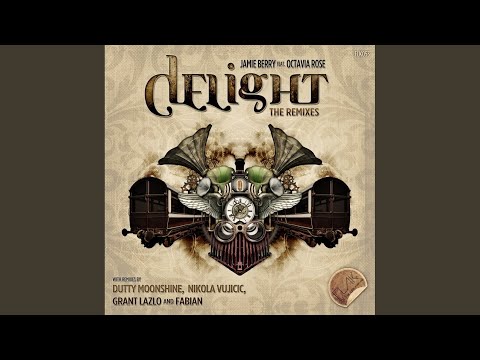 JAMIE BERRY FEAT. OCTAVIA ROSE
delight
THE REMIXES
WITH REMIXES BY
DUTTY MOONSHINE, NIKOLA VUJICIC,
GRANT LAZLO AND FABIAN